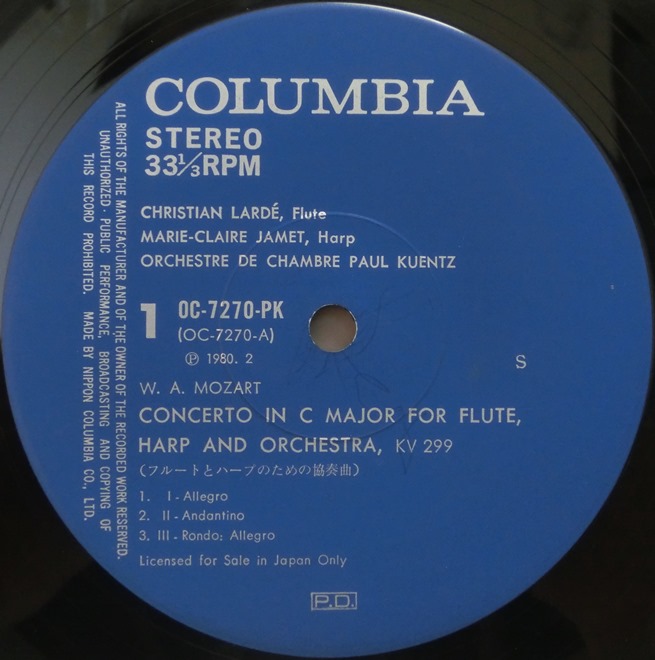 COLUMBIA
STEREO
33⅓RPM
CHRISTIAN LARDÉ, Flute
MARIE-CLAIRE JAMET, Harp
ORCHESTRE DE CHAMBRE PAUL KUENTZ
1 OC-7270-PK
(OC-7270-A)
Ⓟ 1980. 2
S
W. A. MOZART
CONCERTO IN C MAJOR FOR FLUTE,
HARP AND ORCHESTRA, KV 299
(フルートとハープのための協奏曲)
1. I - Allegro
2. II - Andantino
3. III - Rondo: Allegro
Licensed for Sale in Japan Only
P.D.
ALL RIGHTS OF THE MANUFACTURER AND OF THE OWNER OF THE RECORDED WORK RESERVED.
UNAUTHORIZED · PUBLIC PERFORMANCE, BROADCASTING AND COPYING OF
THIS RECORD PROHIBITED. MADE BY NIPPON COLUMBIA CO., LTD.